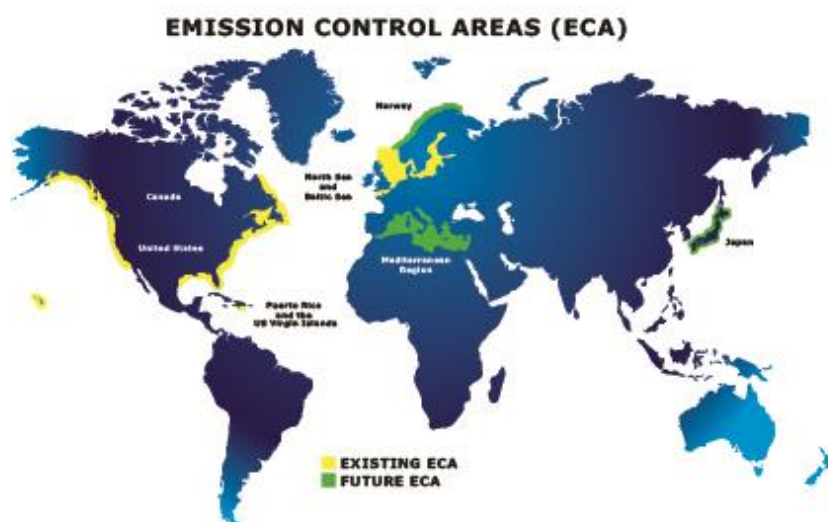 EMISSION CONTROL AREAS (ECA)
Norway
North Sea
and
Baltic Sea
Canada
United States
Mediterranean
Region
Japan
Puerto Rico
and the
US Virgin Islands
EXISTING ECA
FUTURE ECA